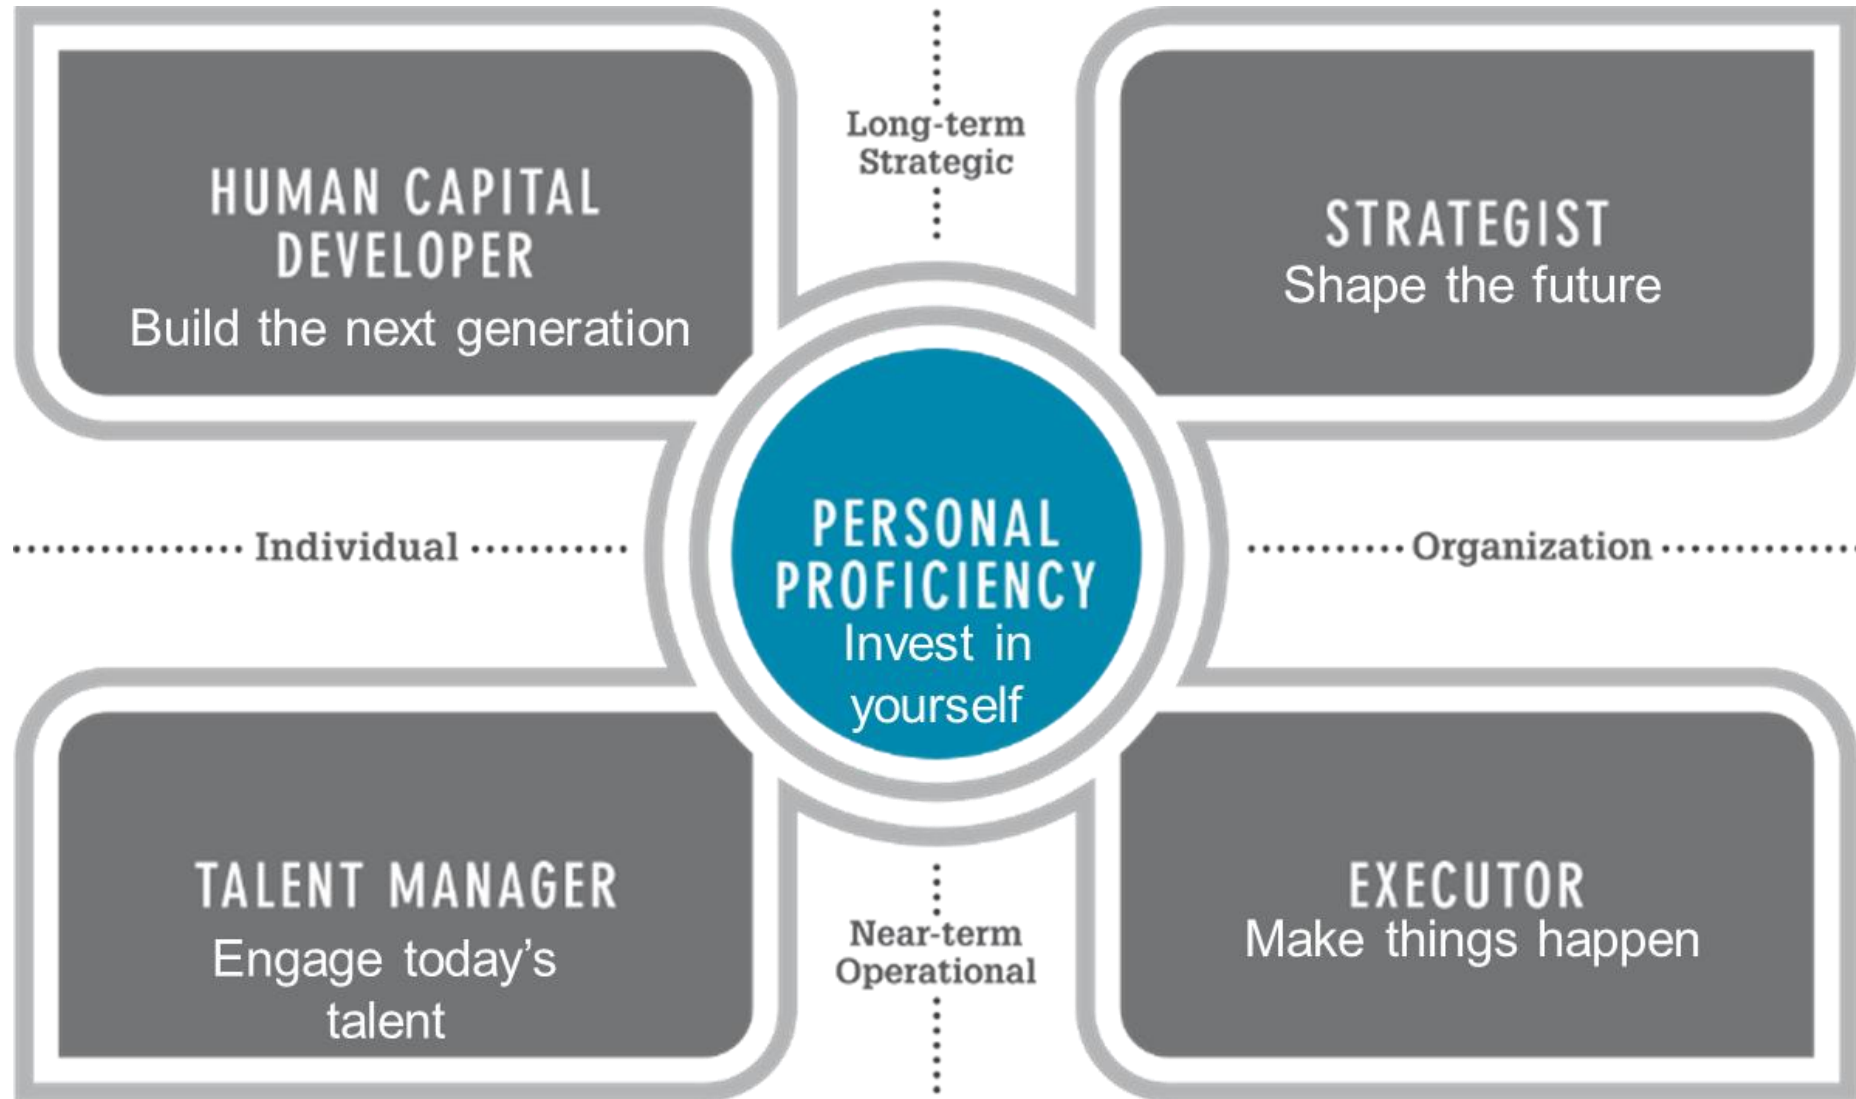 Long-term
Strategic
HUMAN CAPITAL
DEVELOPER
Build the next generation
STRATEGIST
Shape the future
Individual
PERSONAL
PROFICIENCY
Invest in
yourself
Organization
TALENT MANAGER
Engage today’s
talent
Near-term
Operational
EXECUTOR
Make things happen